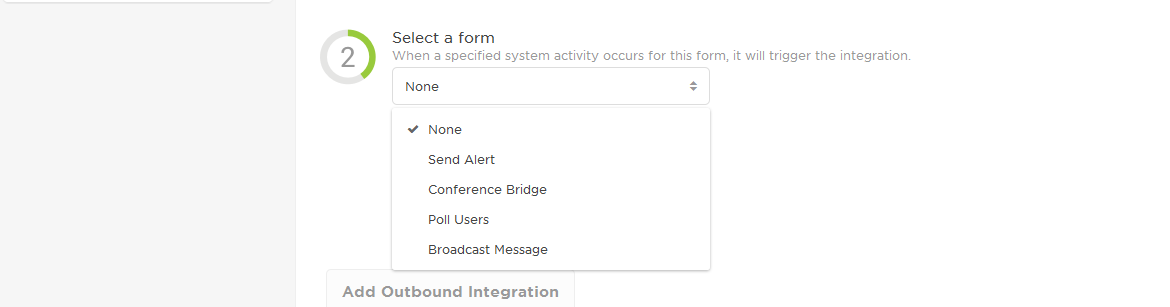 2
Select a form
When a specified system activity occurs for this form, it will trigger the integration.
None
None
Send Alert
Conference Bridge
Poll Users
Broadcast Message
Add Outbound Integration